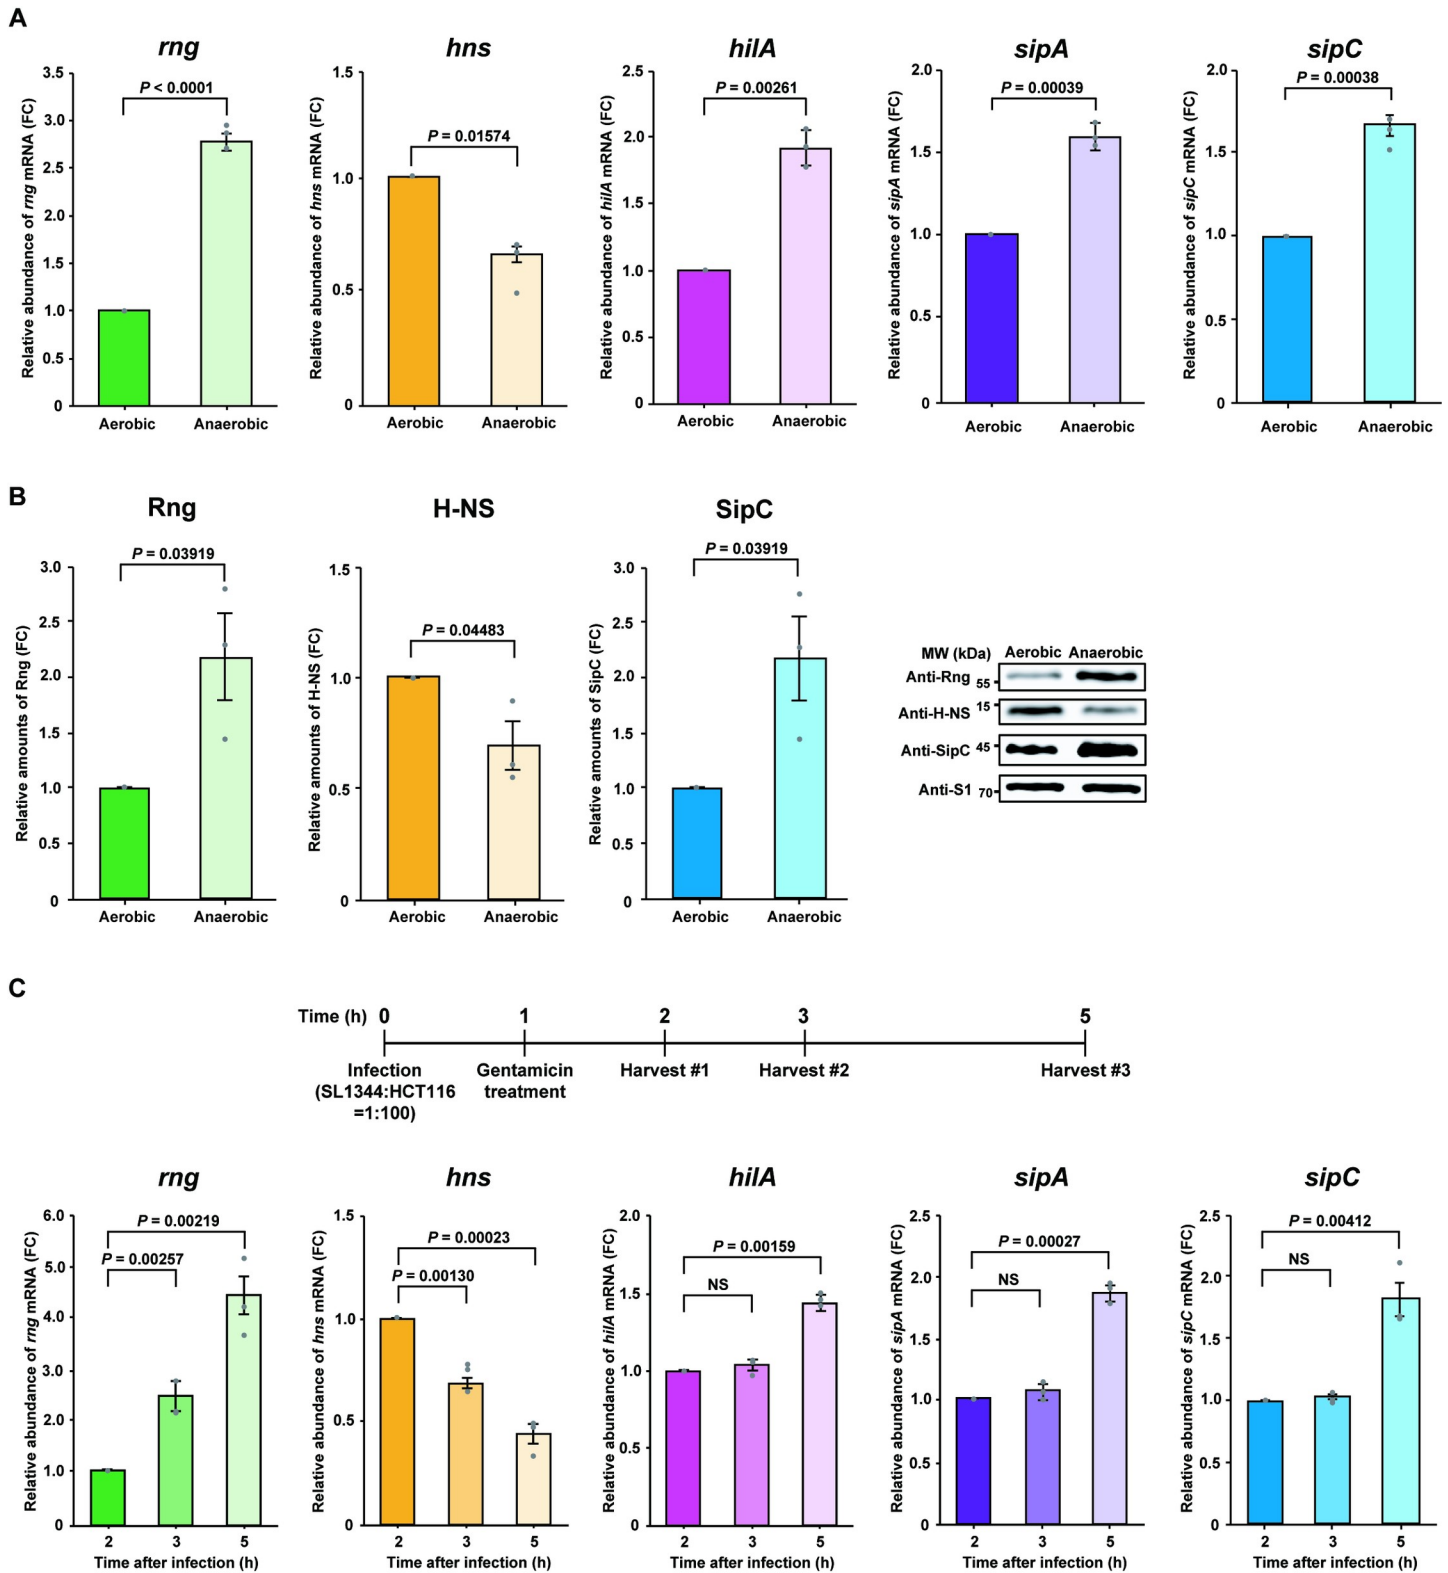 A
rng
Relative abundance of rng mRNA (FC)
3.5
3.0
2.5
2.0
1.5
1.0
0.5
0
P < 0.0001
Aerobic
Anaerobic
hns
Relative abundance of hns mRNA (FC)
1.5
1.0
0.5
0
P = 0.01574
Aerobic
Anaerobic
hilA
Relative abundance of hilA mRNA (FC)
2.5
2.0
1.5
1.0
0.5
0
P = 0.00261
Aerobic
Anaerobic
sipA
Relative abundance of sipA mRNA (FC)
2.0
1.5
1.0
0.5
0
P = 0.00039
Aerobic
Anaerobic
sipC
Relative abundance of sipC mRNA (FC)
2.0
1.5
1.0
0.5
0
P = 0.00038
Aerobic
Anaerobic
B
Rng
Relative amounts of Rng (FC)
3.0
2.5
2.0
1.5
1.0
0.5
0
P = 0.03919
Aerobic
Anaerobic
H-NS
Relative amounts of H-NS (FC)
1.5
1.0
0.5
0
P = 0.04483
Aerobic
Anaerobic
SipC
Relative amounts of SipC (FC)
3.0
2.5
2.0
1.5
1.0
0.5
0
P = 0.03919
Aerobic
Anaerobic
MW (kDa) Aerobic Anaerobic
Anti-Rng 55
Anti-H-NS 15
Anti-SipC 45
Anti-S1 70
C
Time (h) 0 1 2 3 5
Infection
(SL1344:HCT116
=1:100)
Gentamicin
treatment
Harvest #1
Harvest #2
Harvest #3
rng
Relative abundance of rng mRNA (FC)
6.0
5.0
4.0
3.0
2.0
1.0
0
P = 0.00219
P = 0.00257
2 3 5
Time after infection (h)
hns
Relative abundance of hns mRNA (FC)
1.5
1.0
0.5
0
P = 0.00023
P = 0.00130
2 3 5
Time after infection (h)
hilA
Relative abundance of hilA mRNA (FC)
2.0
1.5
1.0
0.5
0
P = 0.00159
NS
2 3 5
Time after infection (h)
sipA
Relative abundance of sipA mRNA (FC)
2.5
2.0
1.5
1.0
0.5
0
P = 0.00027
NS
2 3 5
Time after infection (h)
sipC
Relative abundance of sipC mRNA (FC)
2.5
2.0
1.5
1.0
0.5
0
P = 0.00412
NS
2 3 5
Time after infection (h)